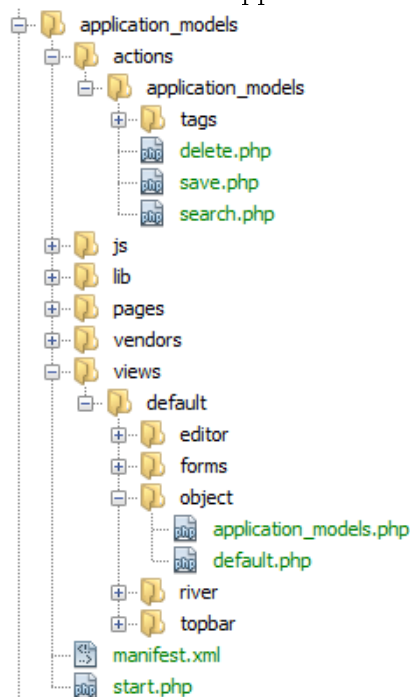 application_models
actions
application_models
tags
delete.php
save.php
search.php
js
lib
pages
vendors
views
default
editor
forms
object
application_models.php
default.php
river
topbar
manifest.xml
start.php